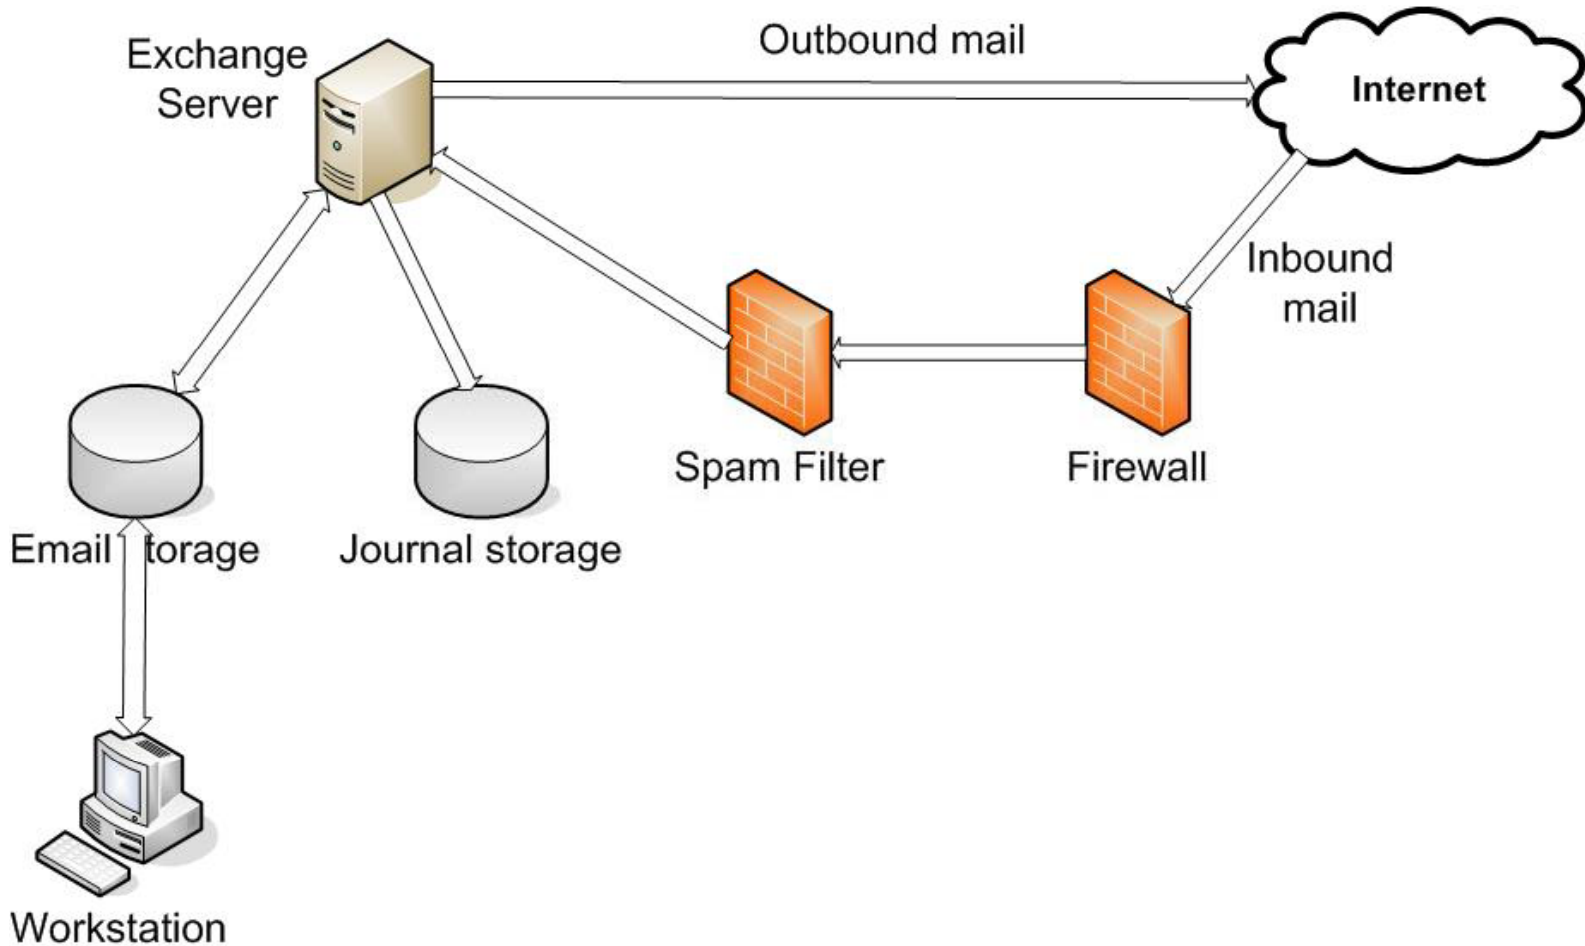 Exchange
Server
Outbound mail
Internet
Inbound
mail
Spam Filter
Firewall
Email torage
Journal storage
Workstation